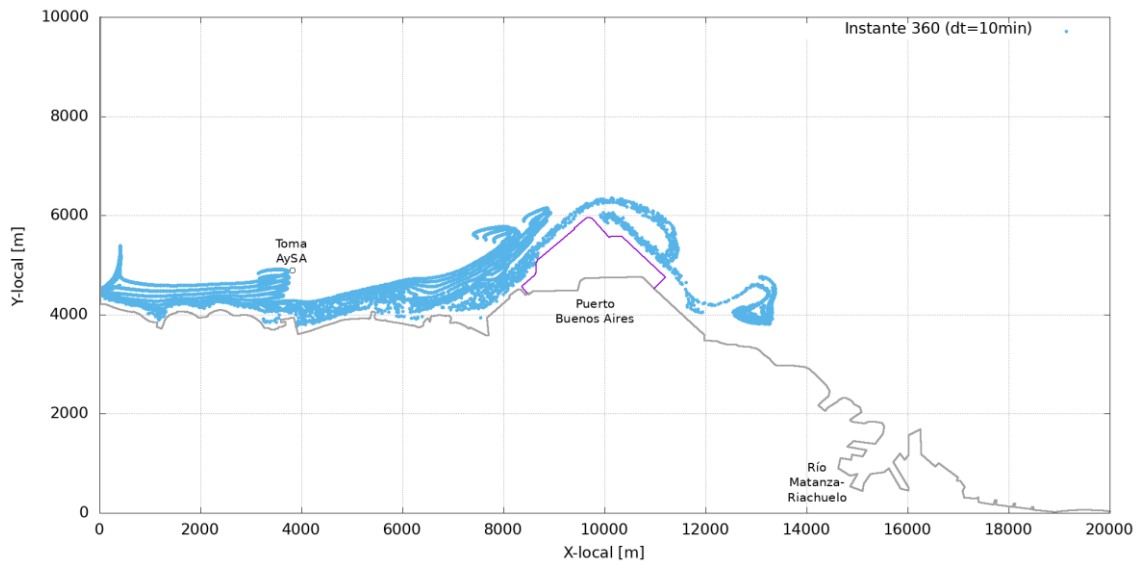 Instante 360 (dt=10min)
10000
8000
6000
4000
2000
0
Y-local [m]
Toma
AySA
Puerto
Buenos Aires
Río
Matanza-
Riachuelo
0 2000 4000 6000 8000 10000 12000 14000 16000 18000 20000
X-local [m]